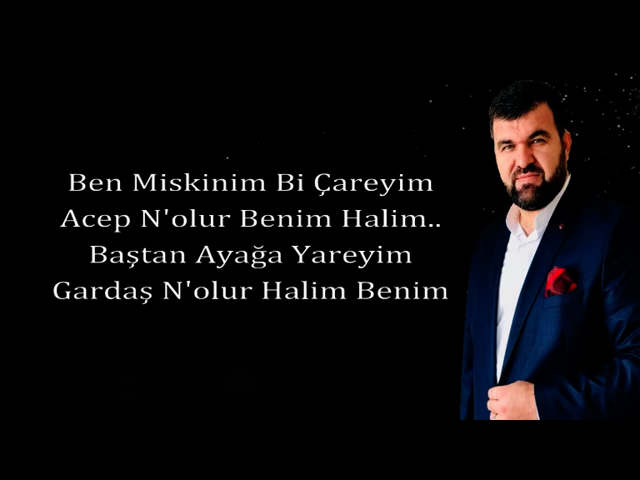 Ben Miskinim Bi Çareyim
Acep N'olur Benim Halim..
Baştan Ayağa Yareyim
Gardaş N'olur Halim Benim